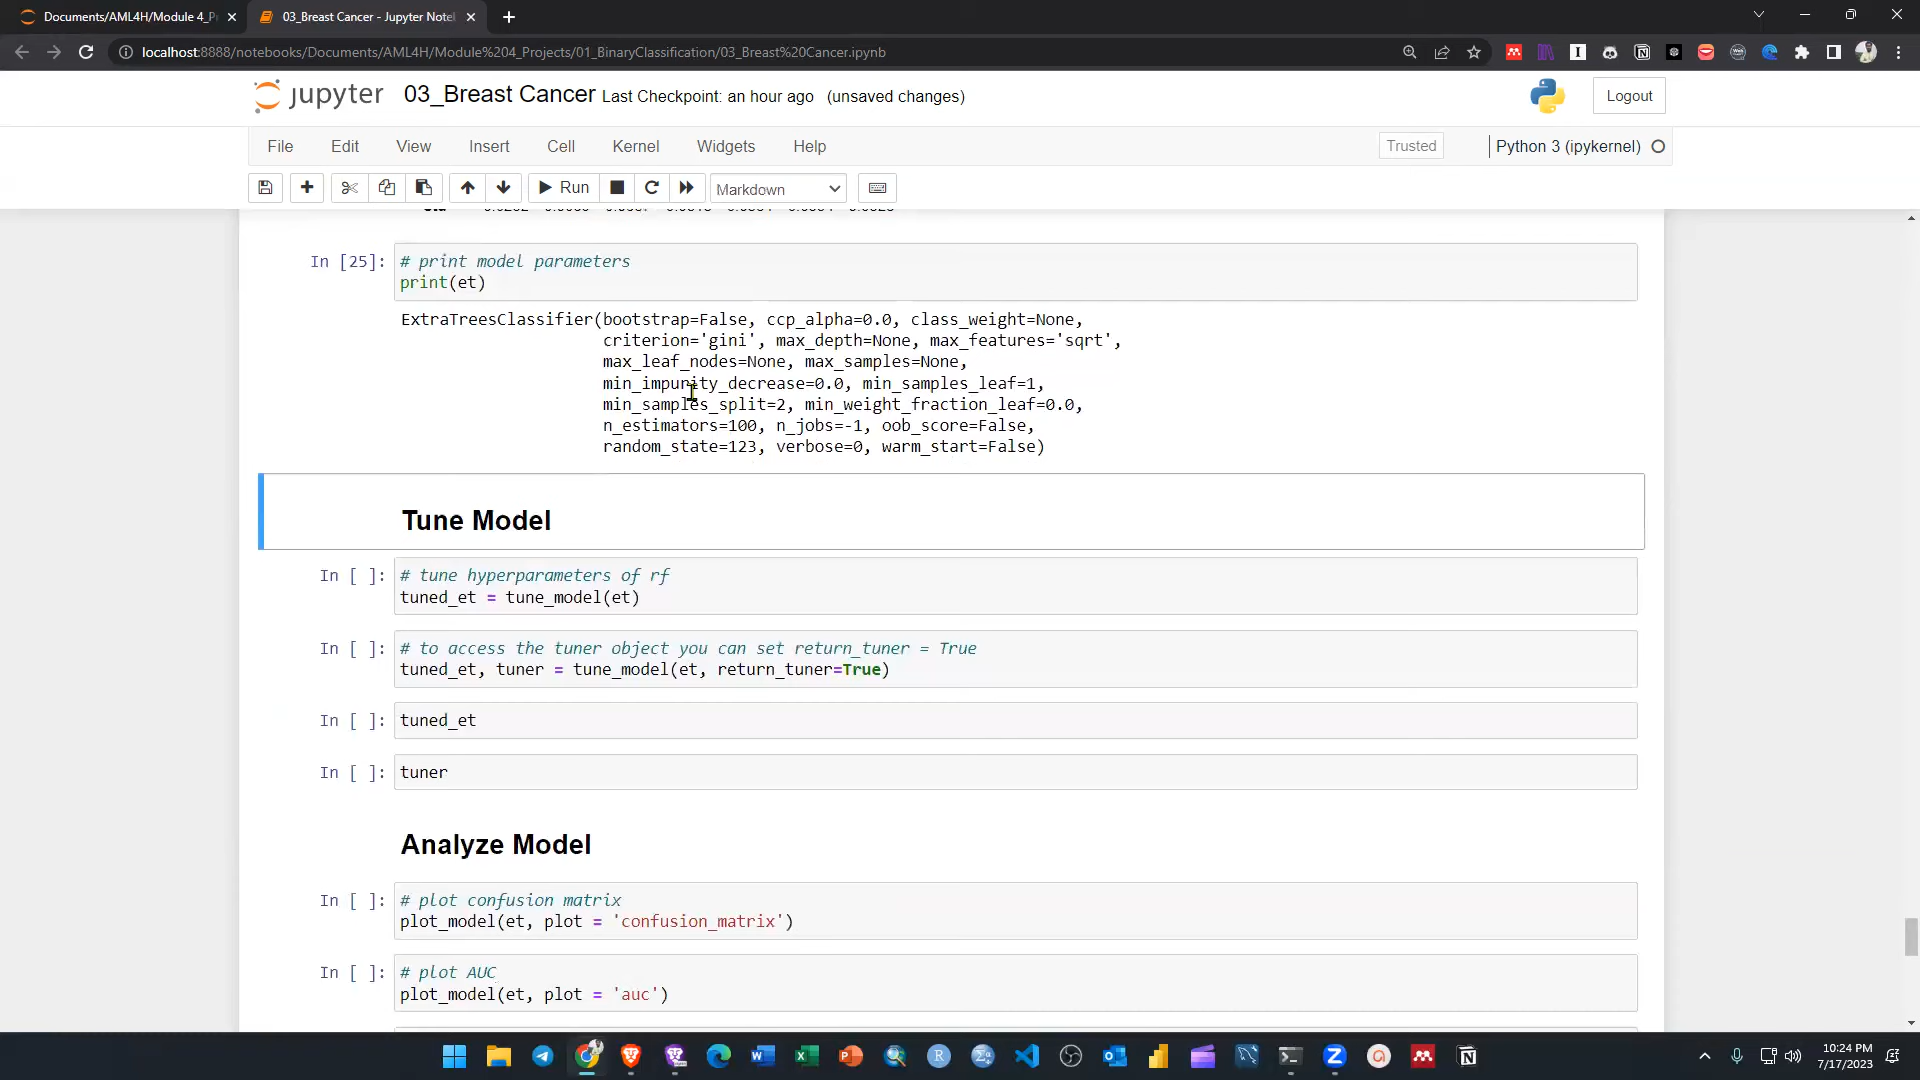 Documents/AML4H/Module 4_P
03_Breast Cancer - Jupyter Note
localhost:8888/notebooks/Documents/AML4H/Module%204_Projects/01_BinaryClassification/03_Breast%20Cancer.ipynb
jupyter 03_Breast Cancer Last Checkpoint: an hour ago (unsaved changes)
Logout
File Edit View Insert Cell Kernel Widgets Help
Trusted
Python 3 (ipykernel)
Run
Markdown
In [25]: # print model parameters
print(et)
ExtraTreesClassifier(bootstrap=False, ccp_alpha=0.0, class_weight=None,
criterion='gini', max_depth=None, max_features='sqrt',
max_leaf_nodes=None, max_samples=None,
min_impurity_decrease=0.0, min_samples_leaf=1,
min_samples_split=2, min_weight_fraction_leaf=0.0,
n_estimators=100, n_jobs=-1, oob_score=False,
random_state=123, verbose=0, warm_start=False)
Tune Model
In [ ]: # tune hyperparameters of rf
tuned_et = tune_model(et)
In [ ]: # to access the tuner object you can set return_tuner = True
tuned_et, tuner = tune_model(et, return_tuner=True)
In [ ]: tuned_et
In [ ]: tuner
Analyze Model
In [ ]: # plot confusion matrix
plot_model(et, plot = 'confusion_matrix')
In [ ]: # plot AUC
plot_model(et, plot = 'auc')
10:24 PM
7/17/2023